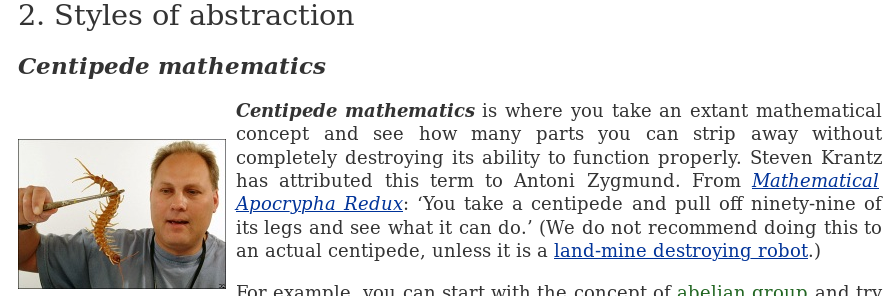 2. Styles of abstraction
Centipede mathematics
Centipede mathematics is where you take an extant mathematical
concept and see how many parts you can strip away without
completely destroying its ability to function properly. Steven Krantz
has attributed this term to Antoni Zygmund. From Mathematical
Apocrypha Redux: ‘You take a centipede and pull off ninety-nine of
its legs and see what it can do.’ (We do not recommend doing this to
an actual centipede, unless it is a land-mine destroying robot.)
For example, you can start with the concept of abelian group and try